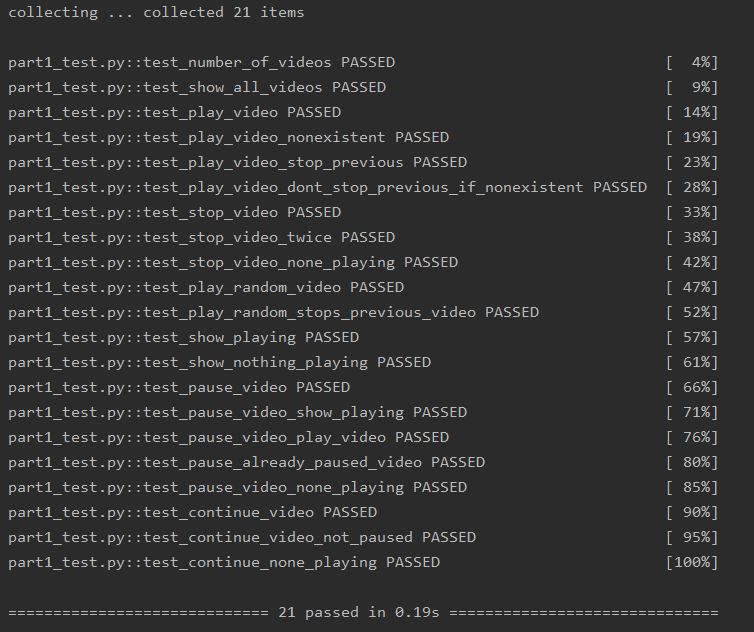 collecting ... collected 21 items
part1_test.py::test_number_of_videos PASSED [  4%]
part1_test.py::test_show_all_videos PASSED [  9%]
part1_test.py::test_play_video PASSED [ 14%]
part1_test.py::test_play_video_nonexistent PASSED [ 19%]
part1_test.py::test_play_video_stop_previous PASSED [ 23%]
part1_test.py::test_play_video_dont_stop_previous_if_nonexistent PASSED [ 28%]
part1_test.py::test_stop_video PASSED [ 33%]
part1_test.py::test_stop_video_twice PASSED [ 38%]
part1_test.py::test_stop_video_none_playing PASSED [ 42%]
part1_test.py::test_play_random_video PASSED [ 47%]
part1_test.py::test_play_random_stops_previous_video PASSED [ 52%]
part1_test.py::test_show_playing PASSED [ 57%]
part1_test.py::test_show_nothing_playing PASSED [ 61%]
part1_test.py::test_pause_video PASSED [ 66%]
part1_test.py::test_pause_video_show_playing PASSED [ 71%]
part1_test.py::test_pause_video_play_video PASSED [ 76%]
part1_test.py::test_pause_already_paused_video PASSED [ 80%]
part1_test.py::test_pause_video_none_playing PASSED [ 85%]
part1_test.py::test_continue_video PASSED [ 90%]
part1_test.py::test_continue_video_not_paused PASSED [ 95%]
part1_test.py::test_continue_none_playing PASSED [100%]
============================= 21 passed in 0.19s ==============================